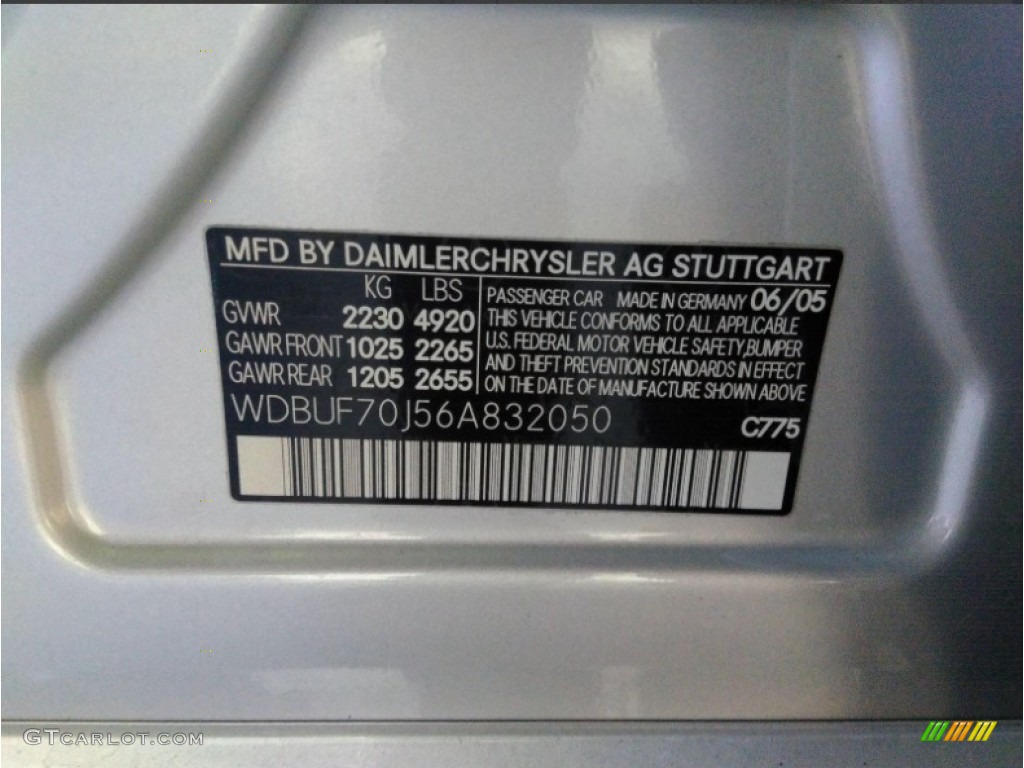 MFD BY DAIMLERCHRYSLER AG STUTTGART
KG LBS
GVWR 2230 4920
GAWR FRONT 1025 2265
GAWR REAR 1205 2655
PASSENGER CAR MADE IN GERMANY 06/05
THIS VEHICLE CONFORMS TO ALL APPLICABLE
U.S. FEDERAL MOTOR VEHICLE SAFETY,BUMPER
AND THEFT PREVENTION STANDARDS IN EFFECT
ON THE DATE OF MANUFACTURE SHOWN ABOVE
WDBUF70J56A832050
C775
GTCARLOT.COM